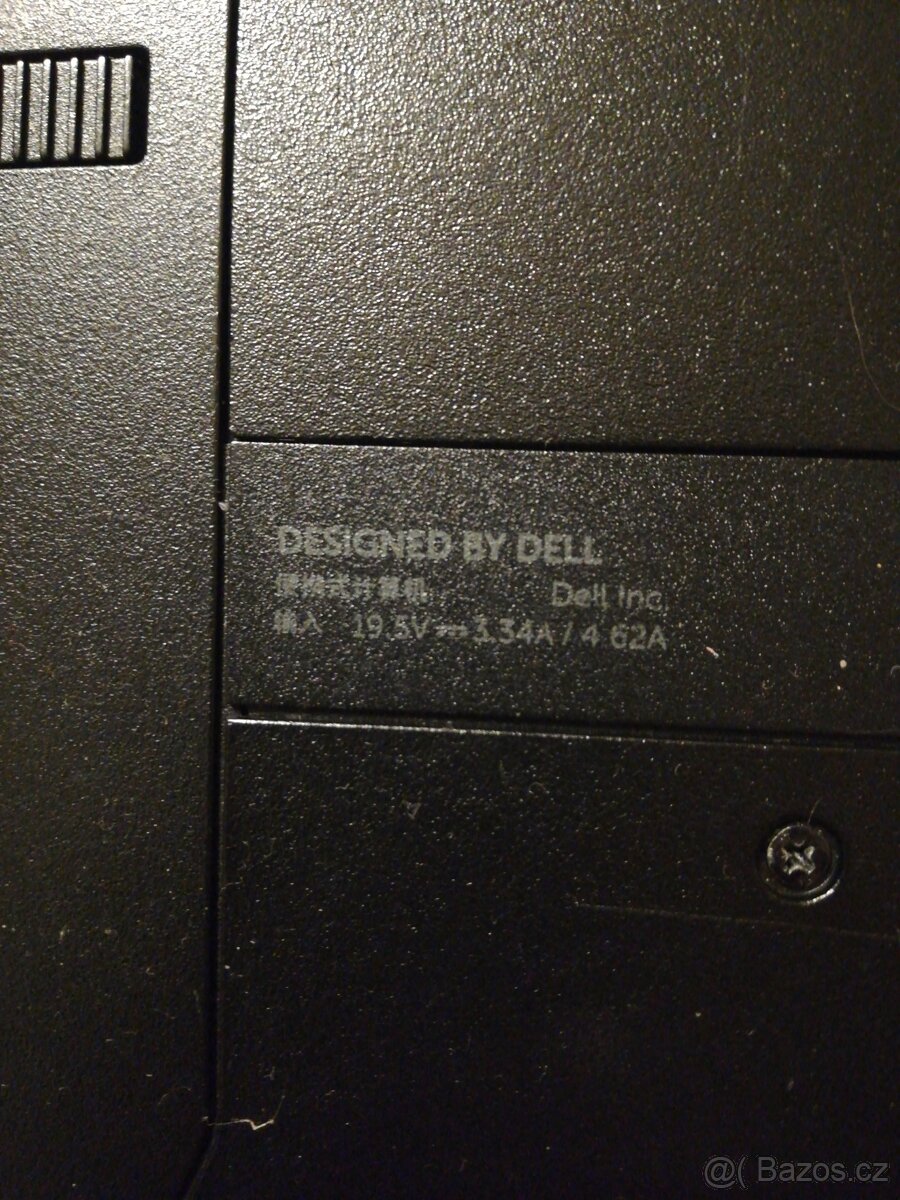 DESIGNED BY DELL
便携式计算机 Dell Inc.
输入 19.5V ⎓ 3.34A / 4.62A
@( Bazos.cz